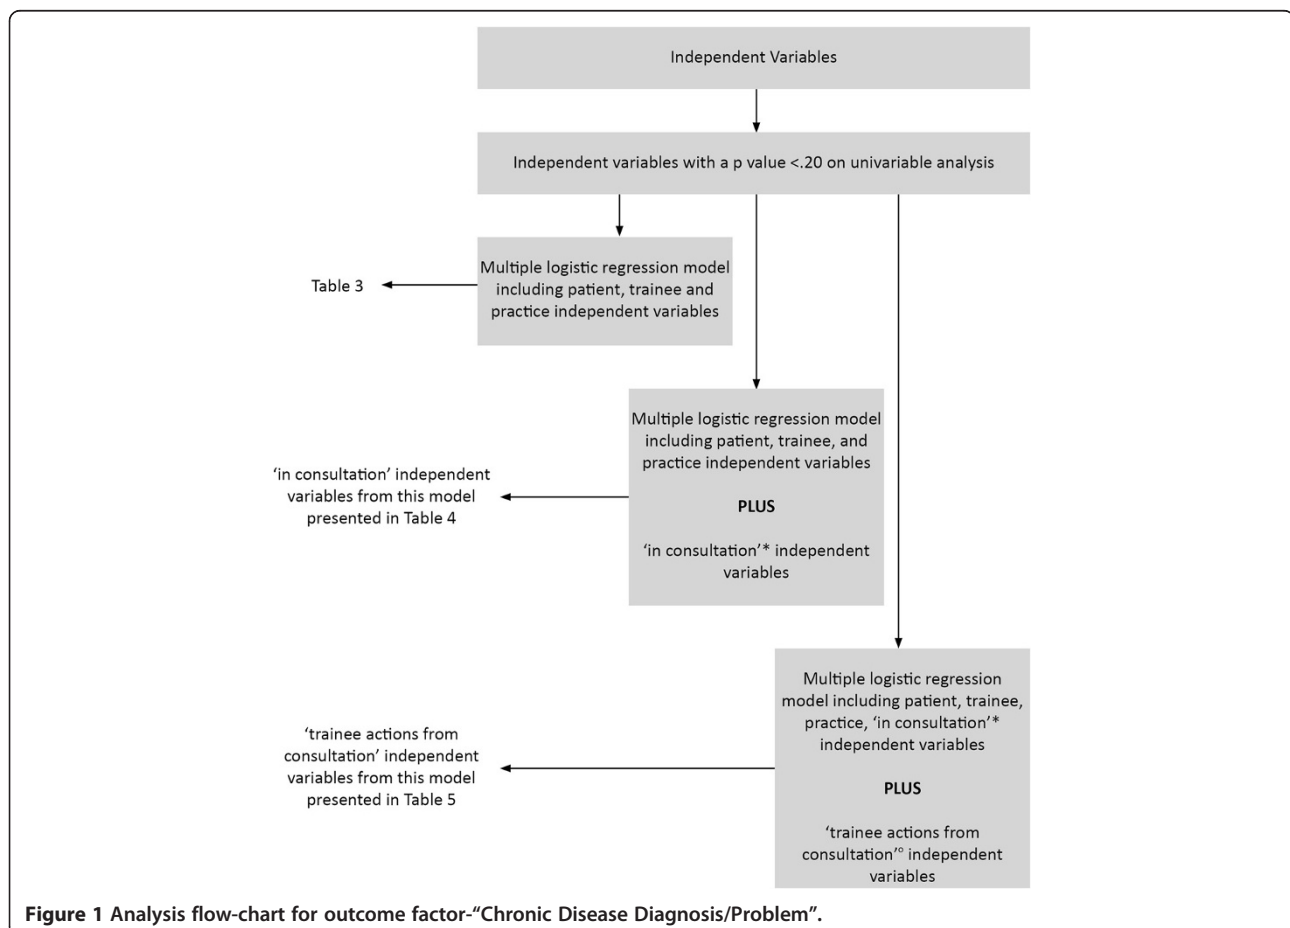 Independent Variables
Independent variables with a p value <.20 on univariable analysis
Multiple logistic regression model
including patient, trainee and
practice independent variables
Table 3
Multiple logistic regression model
including patient, trainee, and
practice independent variables
PLUS
‘in consultation’* independent
variables
‘in consultation’ independent
variables from this model
presented in Table 4
Multiple logistic regression
model including patient, trainee,
practice, ‘in consultation’*
independent variables
PLUS
‘trainee actions from
consultation’° independent
variables
‘trainee actions from
consultation’ independent
variables from this model
presented in Table 5
Figure 1 Analysis flow-chart for outcome factor-“Chronic Disease Diagnosis/Problem”.